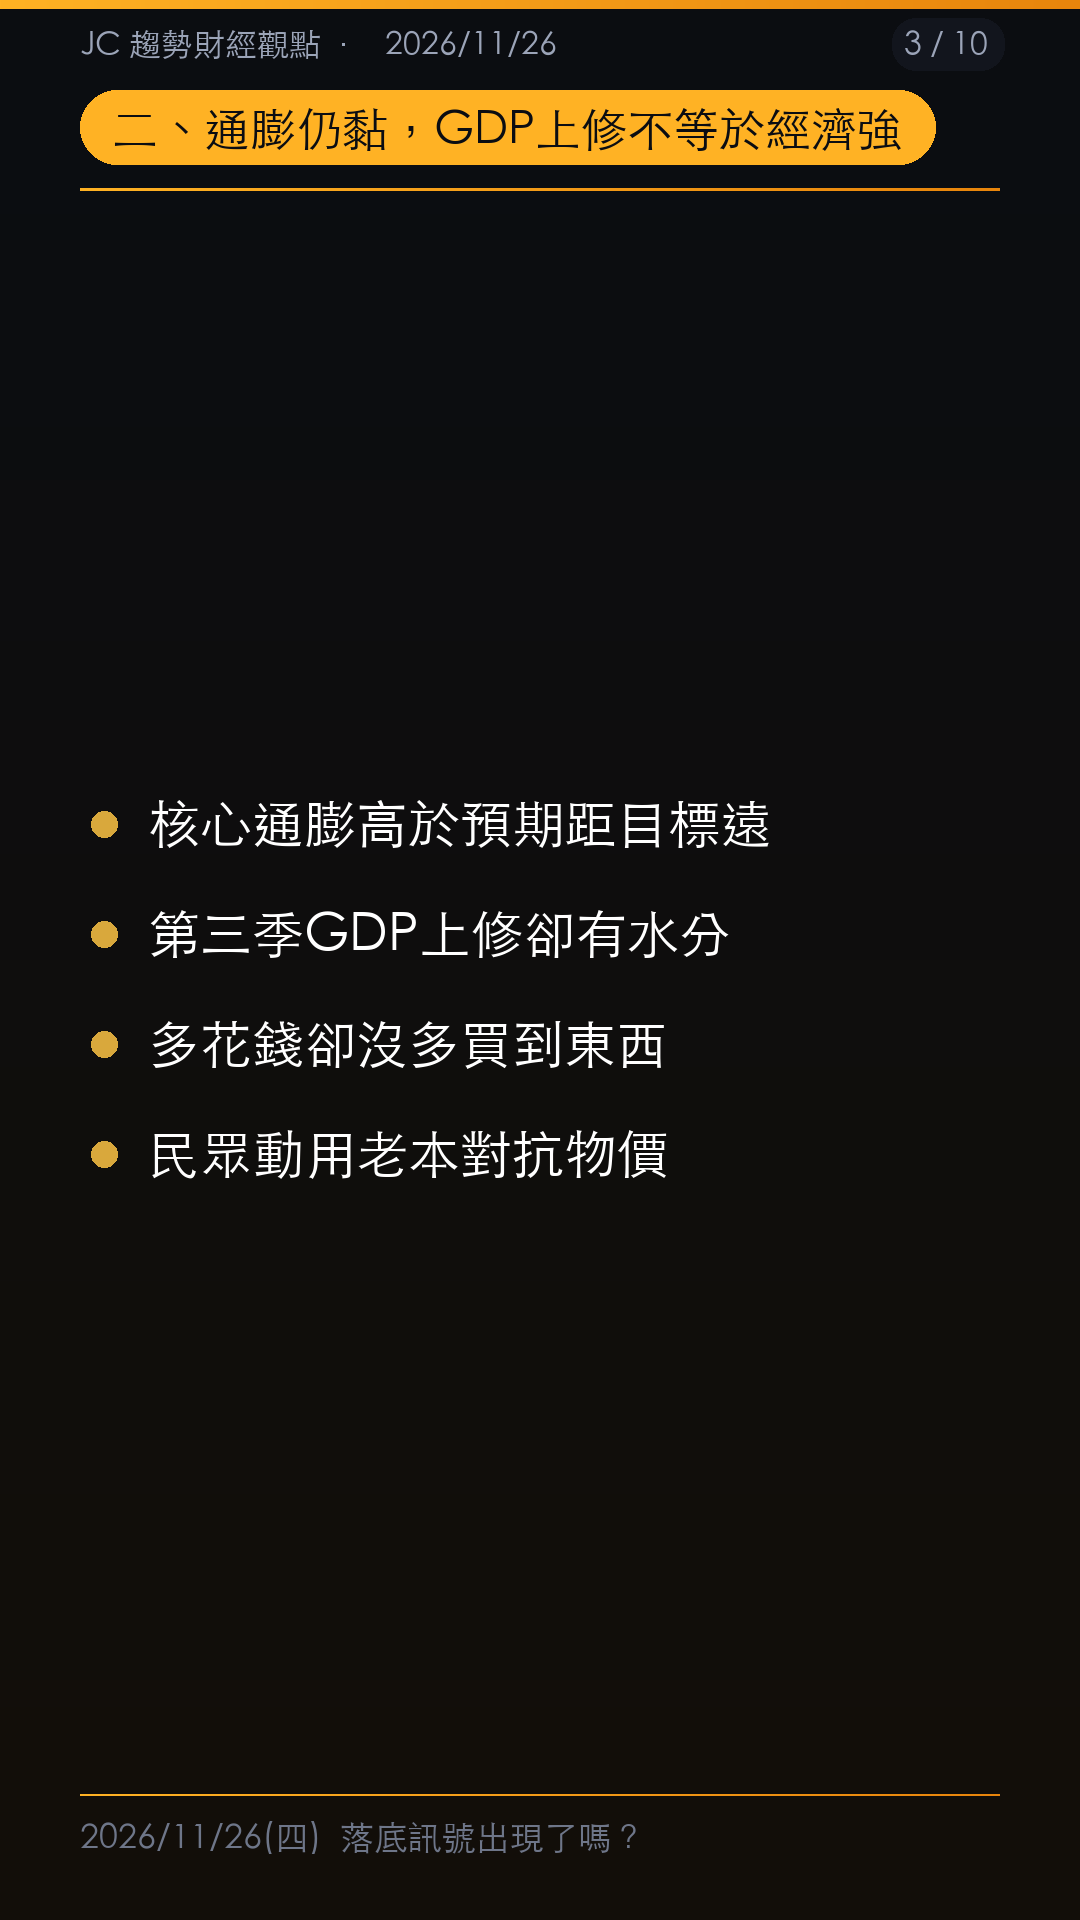 JC 趨勢財經觀點 · 2026/11/26
3 / 10
二、通膨仍黏，GDP上修不等於經濟強
核心通膨高於預期距目標遠
第三季GDP上修卻有水分
多花錢卻沒多買到東西
民眾動用老本對抗物價
2026/11/26(四) 落底訊號出現了嗎？